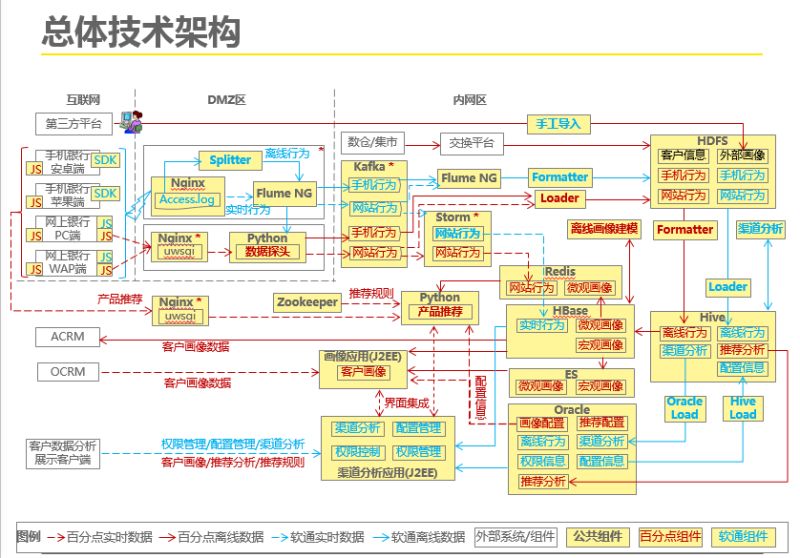 总体技术架构
互联网
DMZ区
内网区
第三方平台
手工导入
数仓/集市
交换平台
HDFS
客户信息
外部画像
手机行为
手机行为
网站行为
网站行为
手机银行
安卓端
SDK
JS
手机银行
苹果端
SDK
JS
网上银行
PC端
JS
JS
JS
网上银行
WAP端
JS
JS
JS
Splitter
离线行为
*
Nginx
Access.log
实时行为
Flume NG
Nginx*
uwsgi
Python
数据探头
Kafka *
手机行为
网站行为
手机行为
网站行为
Flume NG
Formatter
Loader
Storm *
网站行为
网站行为
离线画像建模
Formatter
渠道分析
Loader
产品推荐
Nginx*
uwsgi
Zookeeper
推荐规则
Python
产品推荐
Redis
网站行为
微观画像
HBase
实时行为
微观画像
宏观画像
Hive
离线行为
离线行为
渠道分析
推荐分析
配置信息
ACRM
客户画像数据
OCRM
客户画像数据
画像应用(J2EE)
客户画像
界面集成
配置信息
ES
微观画像
宏观画像
Oracle
Load
Hive
Load
Oracle
画像配置
推荐配置
离线行为
渠道分析
权限信息
配置信息
推荐分析
客户数据分析
展示客户端
权限管理/配置管理/渠道分析
客户画像/推荐分析/推荐规则
渠道分析
配置管理
权限控制
权限管理
渠道分析应用(J2EE)
图例
百分点实时数据
百分点离线数据
软通实时数据
软通离线数据
外部系统/组件
公共组件
百分点组件
软通组件